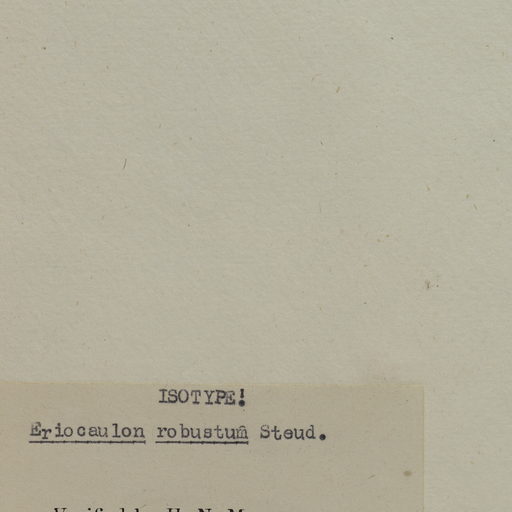 ISOTYPE!
Eriocaulon robustum Steud.